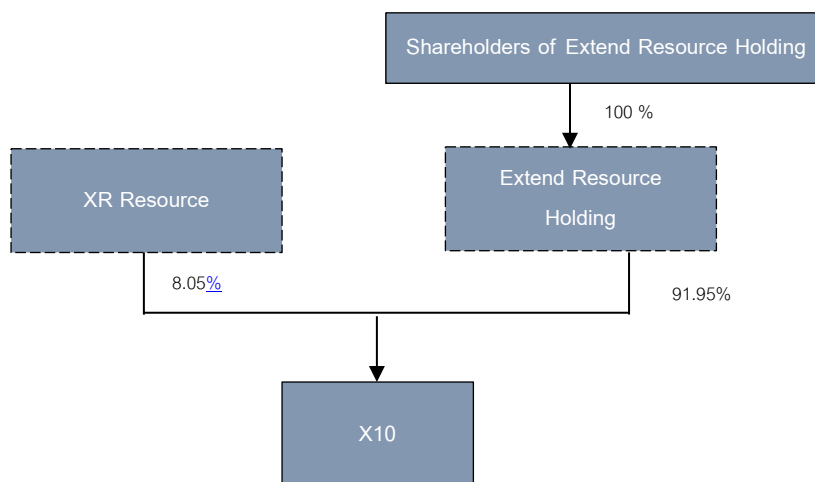 Shareholders of Extend Resource Holding
100 %
XR Resource
Extend Resource
Holding
8.05%
91.95%
X10